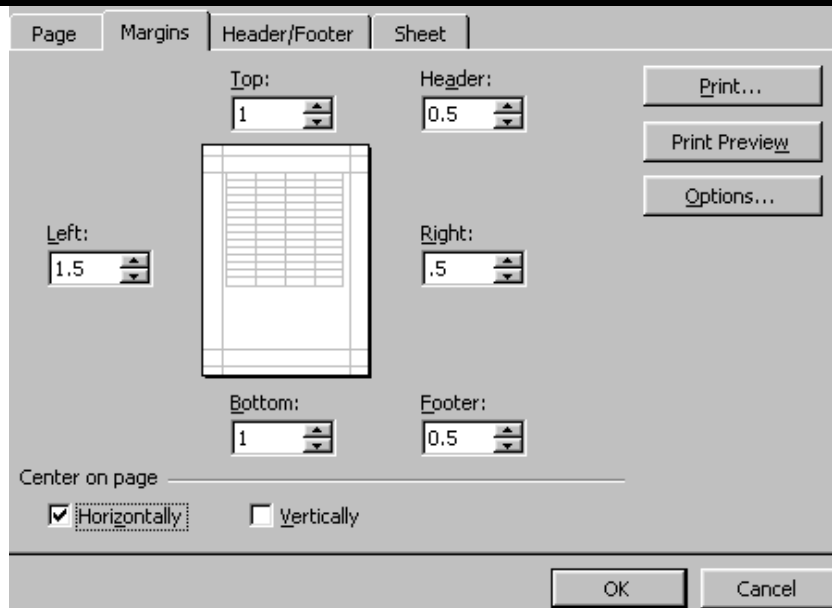 Page Margins Header/Footer Sheet
Top: Header:
1 0.5
Print...
Print Preview
Options...
Left: Right:
1.5 .5
Bottom: Footer:
1 0.5
Center on page
Horizontally Vertically
OK Cancel